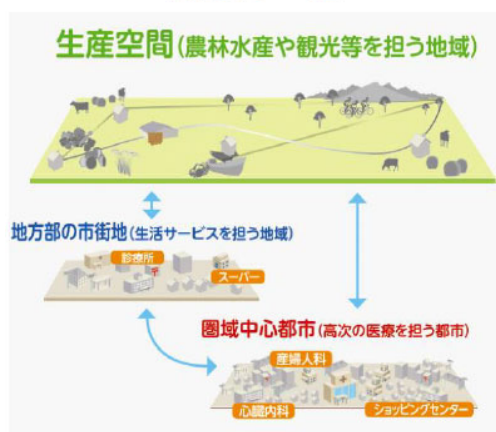 生産空間(農林水産や観光等を担う地域)
地方部の市街地(生活サービスを担う地域)
診療所
スーパー
圏域中心都市(高次の医療を担う都市)
産婦人科
心臓内科
ショッピングセンター